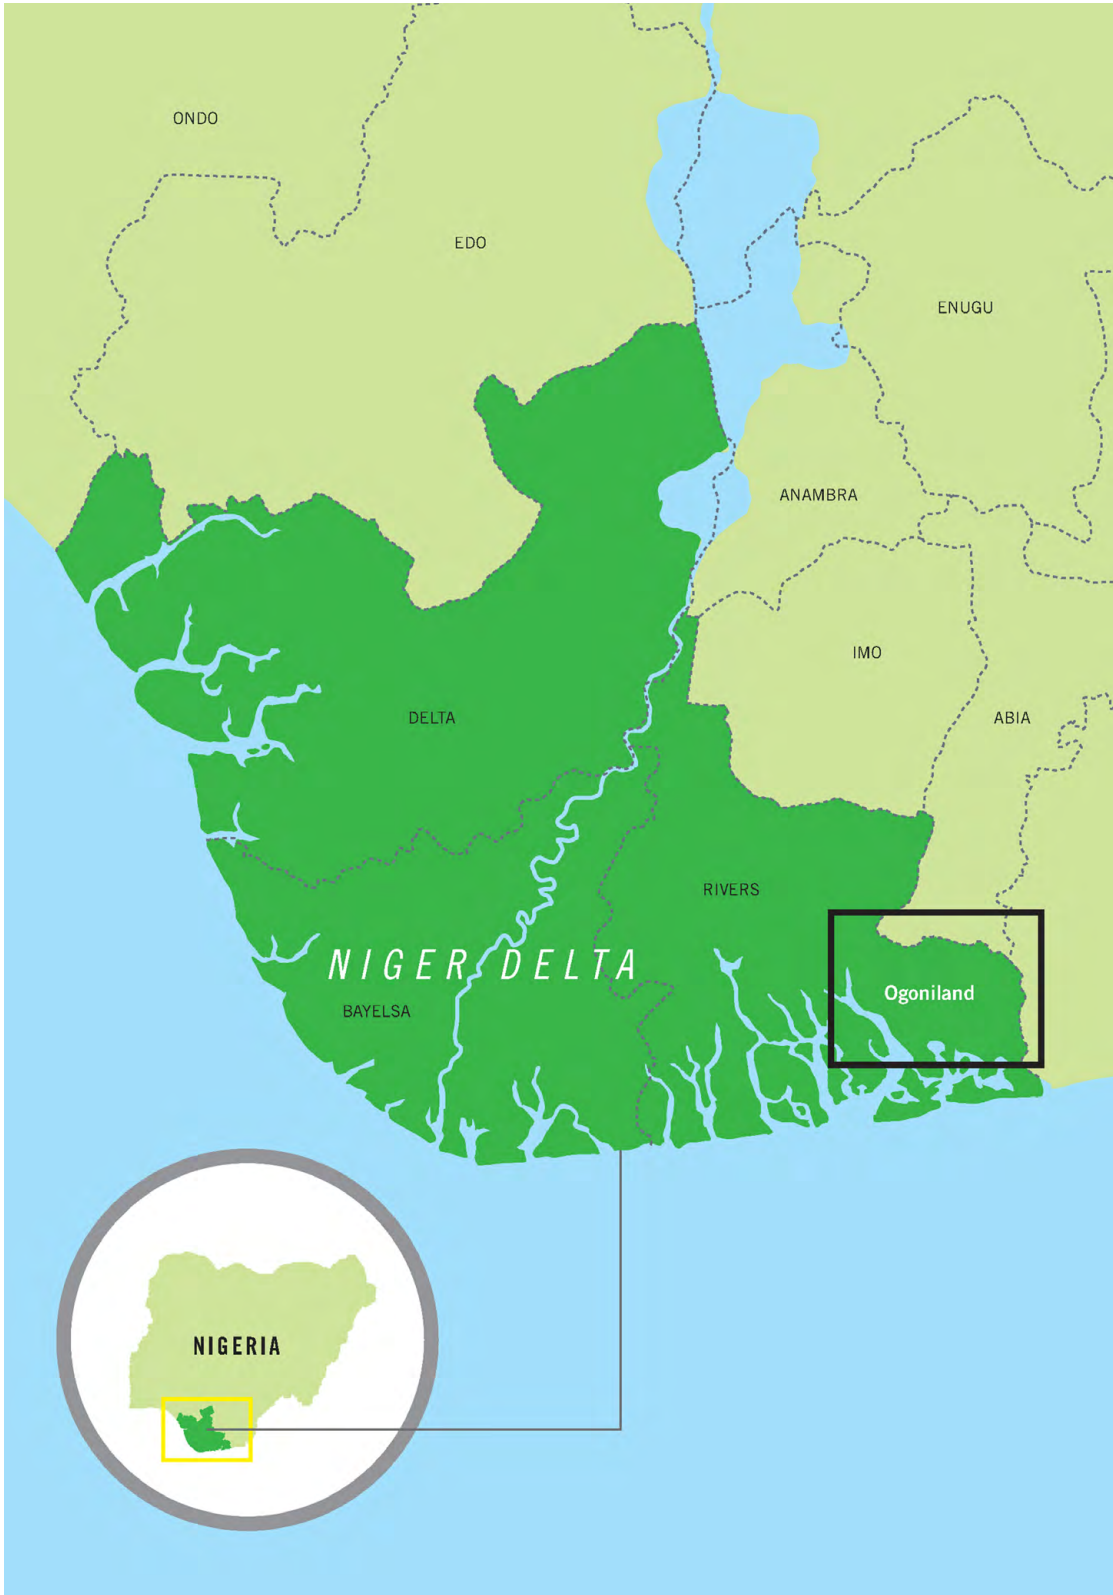 ONDO
EDO
ENUGU
ANAMBRA
IMO
DELTA
ABIA
RIVERS
NIGER DELTA
Ogoniland
BAYELSA
NIGERIA